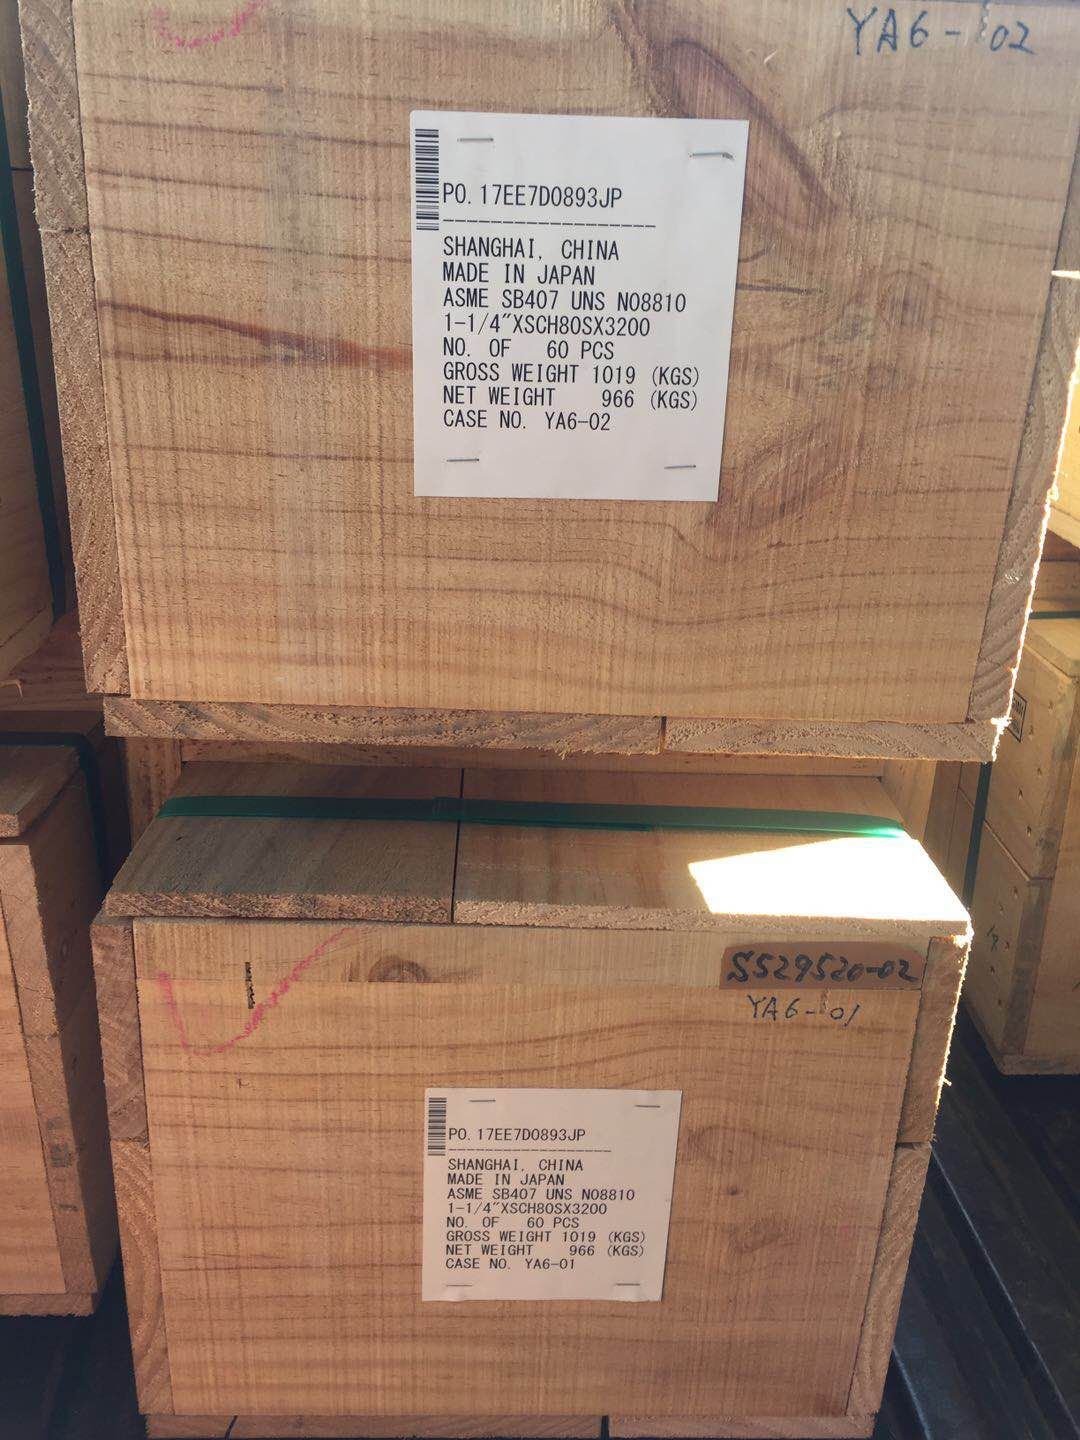 YA6-02
PO. 17EE7D0893JP
------------------
SHANGHAI, CHINA
MADE IN JAPAN
ASME SB407 UNS N08810
1-1/4″XSCH80SX3200
NO. OF 60 PCS
GROSS WEIGHT 1019 (KGS)
NET WEIGHT 966 (KGS)
CASE NO. YA6-02
SS29520-02
YA6-01
PO. 17EE7D0893JP
------------------
SHANGHAI, CHINA
MADE IN JAPAN
ASME SB407 UNS N08810
1-1/4″XSCH80SX3200
NO. OF 60 PCS
GROSS WEIGHT 1019 (KGS)
NET WEIGHT 966 (KGS)
CASE NO. YA6-01